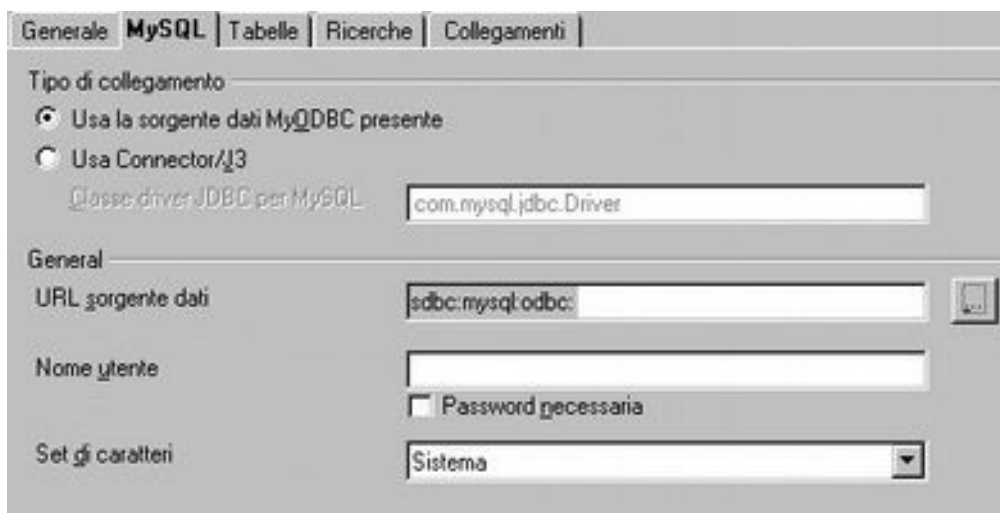 Generale MySQL Tabelle Ricerche Collegamenti
Tipo di collegamento
Usa la sorgente dati MyODBC presente
Usa Connector/J3
Classe driver JDBC per MySQL com.mysql.jdbc.Driver
General
URL sorgente dati sdbc:mysql:odbc: ...
Nome utente
Password necessaria
Set di caratteri Sistema